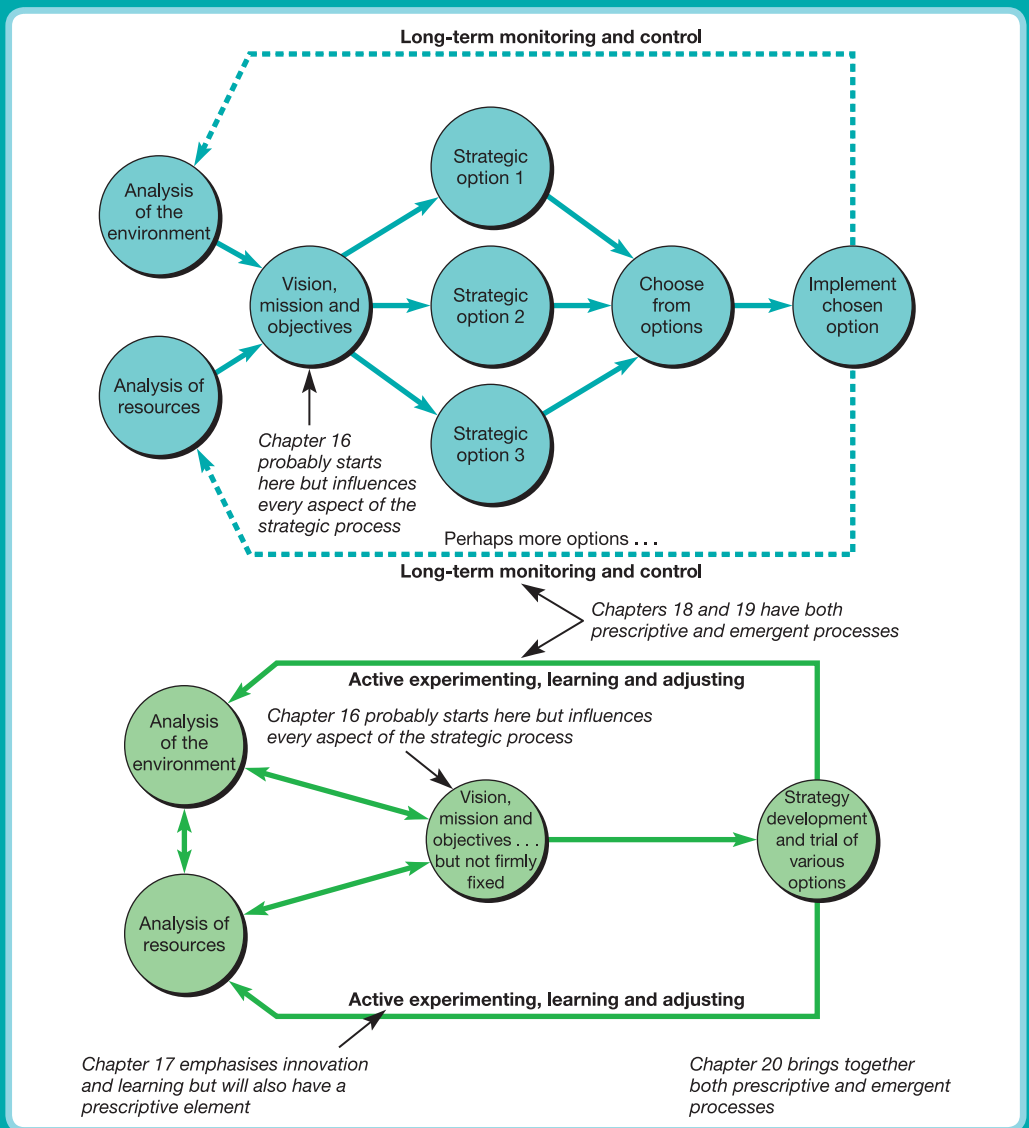 Long-term monitoring and control
Analysis
of the
environment
Analysis of
resources
Vision,
mission and
objectives
Strategic
option 1
Strategic
option 2
Strategic
option 3
Choose
from
options
Implement
chosen
option
Chapter 16
probably starts
here but influences
every aspect of the
strategic process
Perhaps more options . . .
Long-term monitoring and control
Chapters 18 and 19 have both
prescriptive and emergent processes
Active experimenting, learning and adjusting
Chapter 16 probably starts here but influences
every aspect of the strategic process
Analysis
of the
environment
Analysis of
resources
Vision,
mission and
objectives . . .
but not firmly
fixed
Strategy
development
and trial of
various
options
Active experimenting, learning and adjusting
Chapter 17 emphasises innovation
and learning but will also have a
prescriptive element
Chapter 20 brings together
both prescriptive and emergent
processes